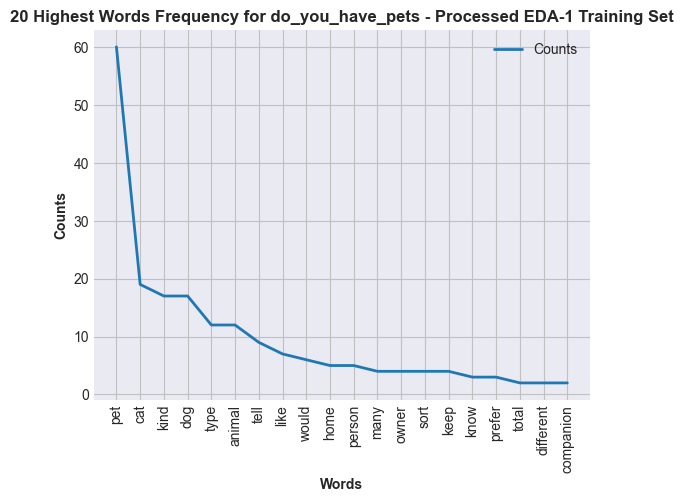 20 Highest Words Frequency for do_you_have_pets - Processed EDA-1 Training Set
Counts
60
50
40
30
20
10
0
Counts
pet
cat
kind
dog
type
animal
tell
like
would
home
person
many
owner
sort
keep
know
prefer
total
different
companion
Words